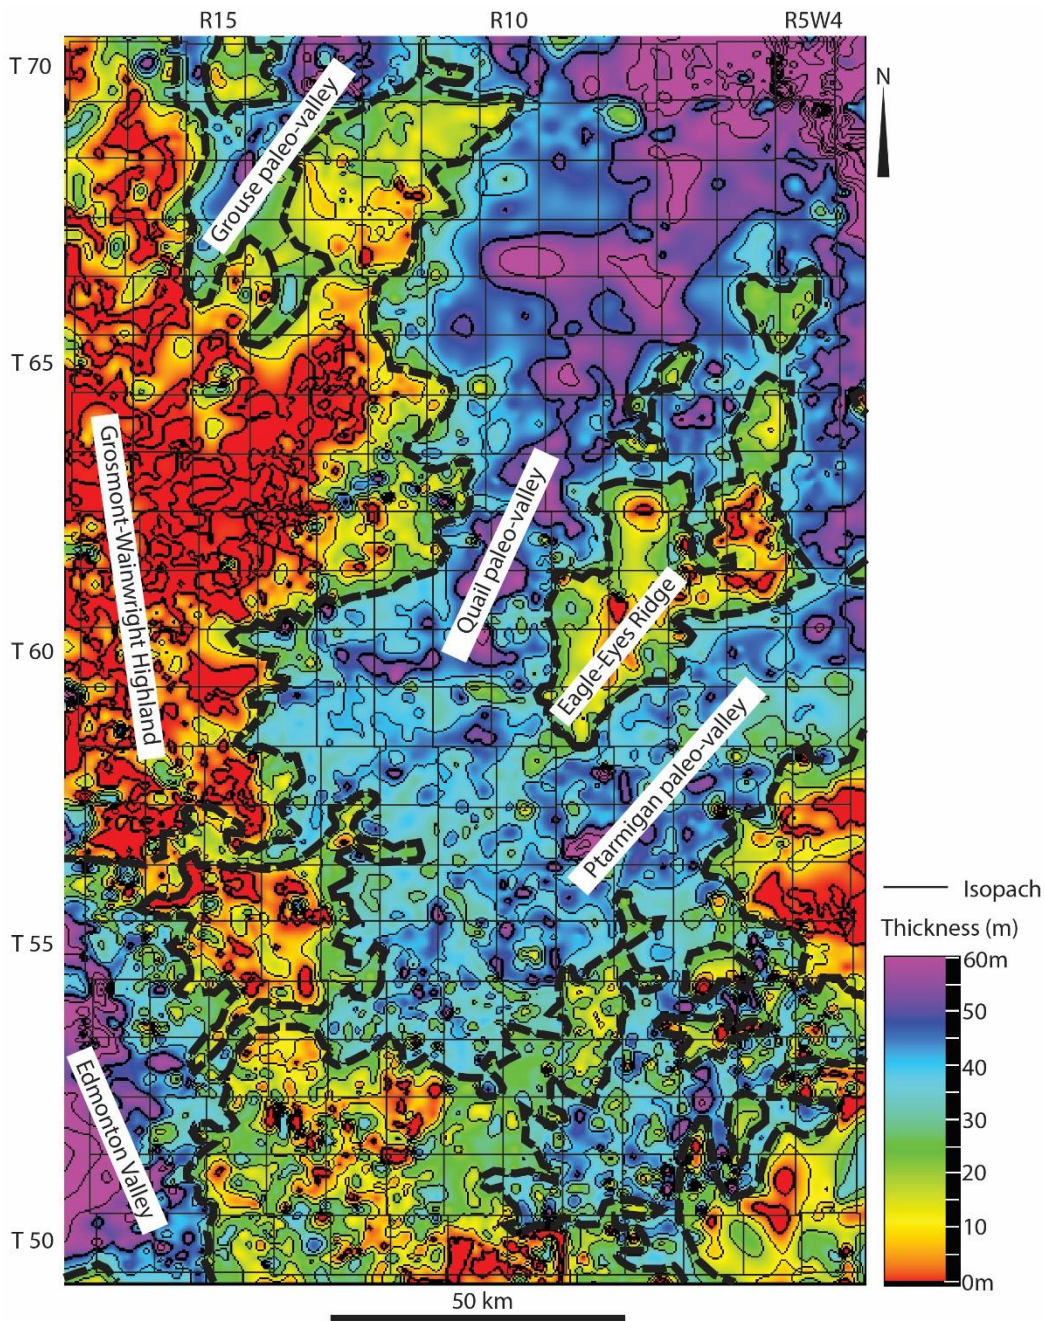 R15 R10 R5W4
T 70
N
Grouse paleo-valley
T 65
Grosmont-Wainwright Highland
Quail paleo-valley
T 60
Eagle-Eyes Ridge
Ptarmigan paleo-valley
Isopach
T 55
Thickness (m)
60m
50
40
30
20
10
0m
Edmonton Valley
T 50
50 km